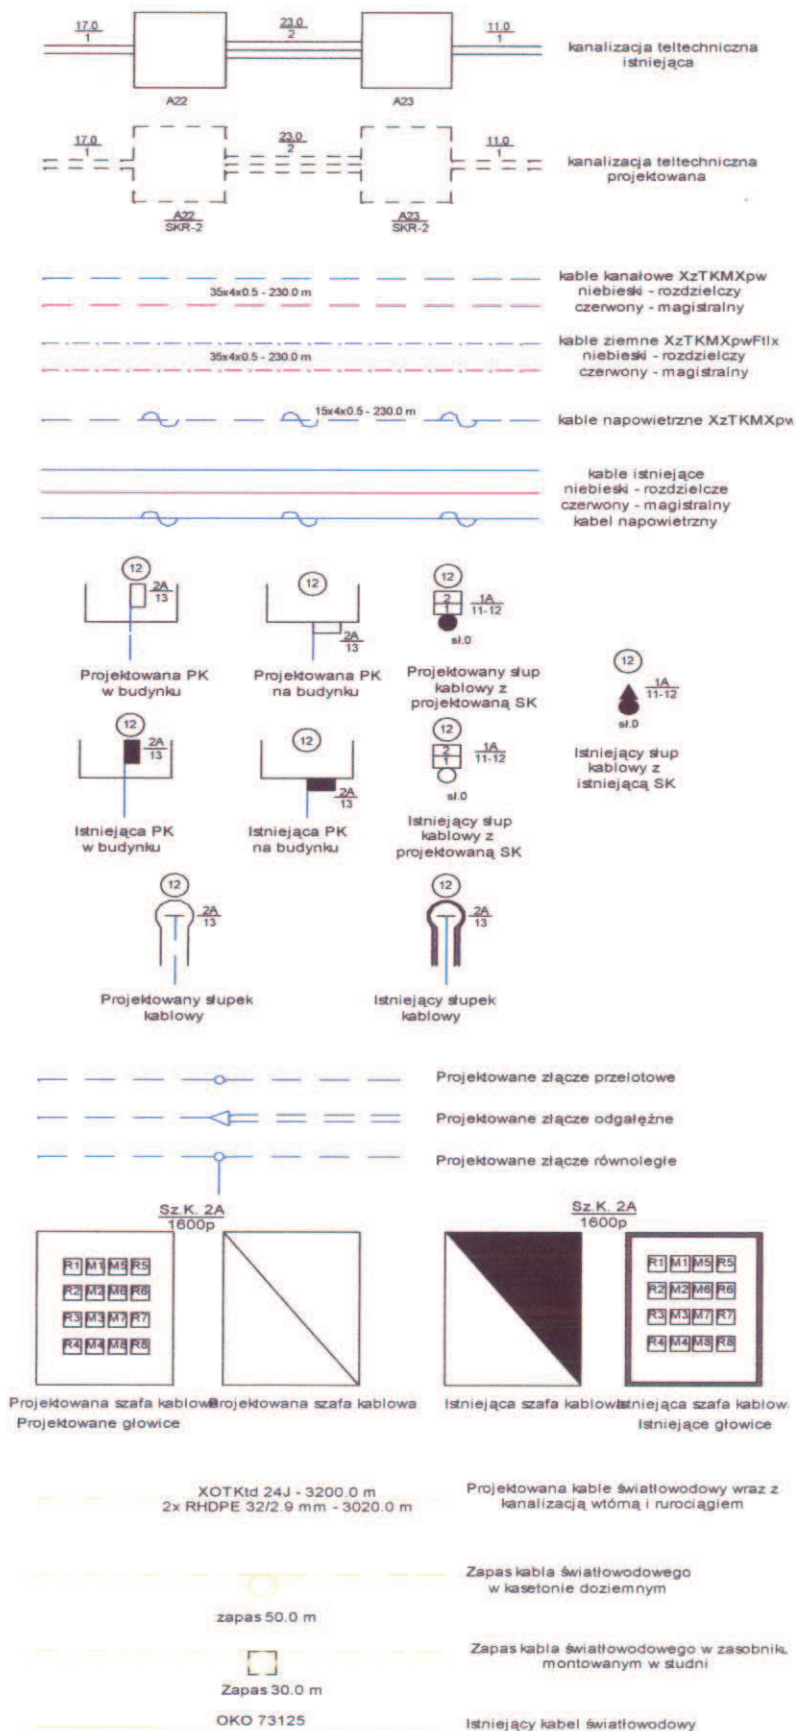 17.0
1
23.0
2
11.0
1
kanalizacja teltechniczna
istniejąca
A22
A23
17.0
1
23.0
2
11.0
1
kanalizacja teltechniczna
projektowana
A22
SKR-2
A23
SKR-2
kable kanałowe XzTKMXpw
35x4x0.5 - 230.0 m
niebieski - rozdzielczy
czerwony - magistralny
kable ziemne XzTKMXpwFtlx
35x4x0.5 - 230.0 m
niebieski - rozdzielczy
czerwony - magistralny
15x4x0.5 - 230.0 m
kable napowietrzne XzTKMXpw
kable istniejące
niebieski - rozdzielcze
czerwony - magistralny
kabel napowietrzny
12
2A
13
Projektowana PK
w budynku
12
2A
13
Projektowana PK
na budynku
12
2
1
1A
11-12
sł.0
Projektowany słup
kablowy z
projektowaną SK
12
1A
11-12
sł.0
Istniejący słup
kablowy z
istniejącą SK
12
2A
13
Istniejąca PK
w budynku
12
2A
13
Istniejąca PK
na budynku
12
2
1
1A
11-12
sł.0
Istniejący słup
kablowy z
projektowaną SK
12
2A
13
Projektowany słupek
kablowy
12
2A
13
Istniejący słupek
kablowy
Projektowane złącze przelotowe
Projektowane złącze odgałęźne
Projektowane złącze równoległe
Sz.K. 2A
1600p
Sz.K. 2A
1600p
R1 M1 M5 R5
R2 M2 M6 R6
R3 M3 M7 R7
R4 M4 M8 R8
R1 M1 M5 R5
R2 M2 M6 R6
R3 M3 M7 R7
R4 M4 M8 R8
Projektowana szafa kablowa
Projektowane głowice
Projektowana szafa kablowa
Istniejąca szafa kablowa
Istniejąca szafa kablow
Istniejące głowice
XOTKtd 24J - 3200.0 m
2x RHDPE 32/2.9 mm - 3020.0 m
Projektowana kable światłowodowy wraz z
kanalizacją wtórną i rurociągiem
Zapas kabla światłowodowego
w kasetonie doziemnym
zapas 50.0 m
Zapas kabla światłowodowego w zasobniku
montowanym w studni
Zapas 30.0 m
OKO 73125
Istniejący kabel światłowodowy